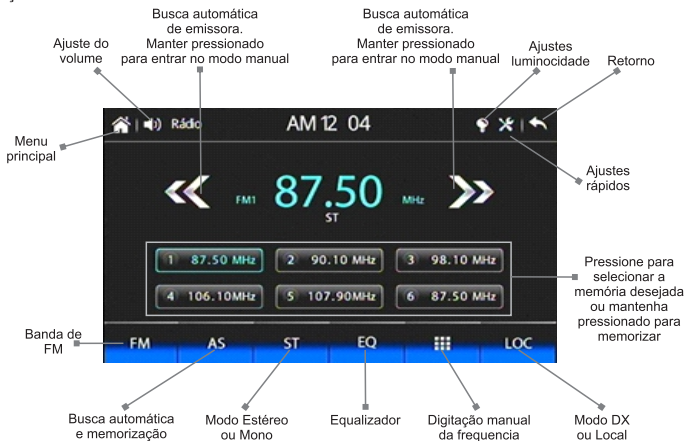 Busca automática
de emissora.
Manter pressionado
para entrar no modo manual
Busca automática
de emissora.
Manter pressionado
para entrar no modo manual
Ajuste do
volume
Ajustes
luminocidade
Retorno
Menu
principal
Rádio
AM 12 04
Ajustes
rápidos
FM1 87.50 MHz
ST
1 87.50 MHz 2 90.10 MHz 3 98.10 MHz
4 106.10MHz 5 107.90MHz 6 87.50 MHz
Pressione para
selecionar a
memória desejada
ou mantenha
pressionado para
memorizar
Banda de
FM
FM AS ST EQ LOC
Busca automática
e memorização
Modo Estéreo
ou Mono
Equalizador
Digitação manual
da frequencia
Modo DX
ou Local